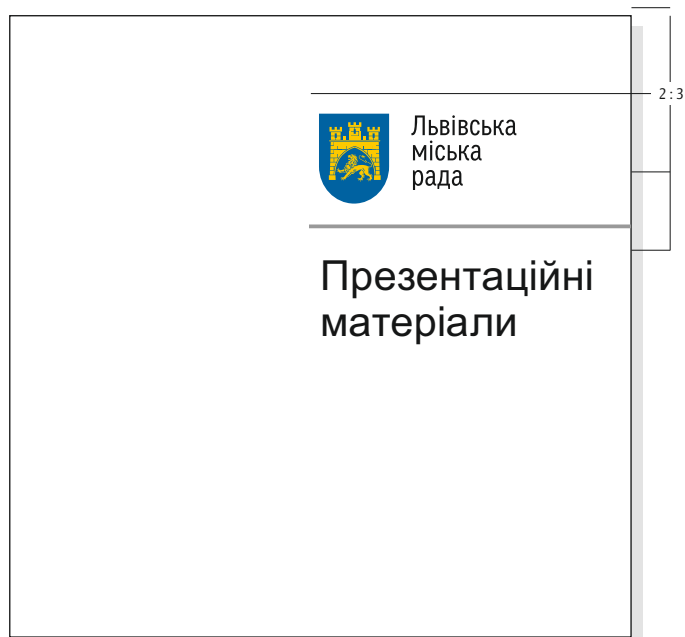 2:3
Львівська
міська
рада
Презентаційні
матеріали